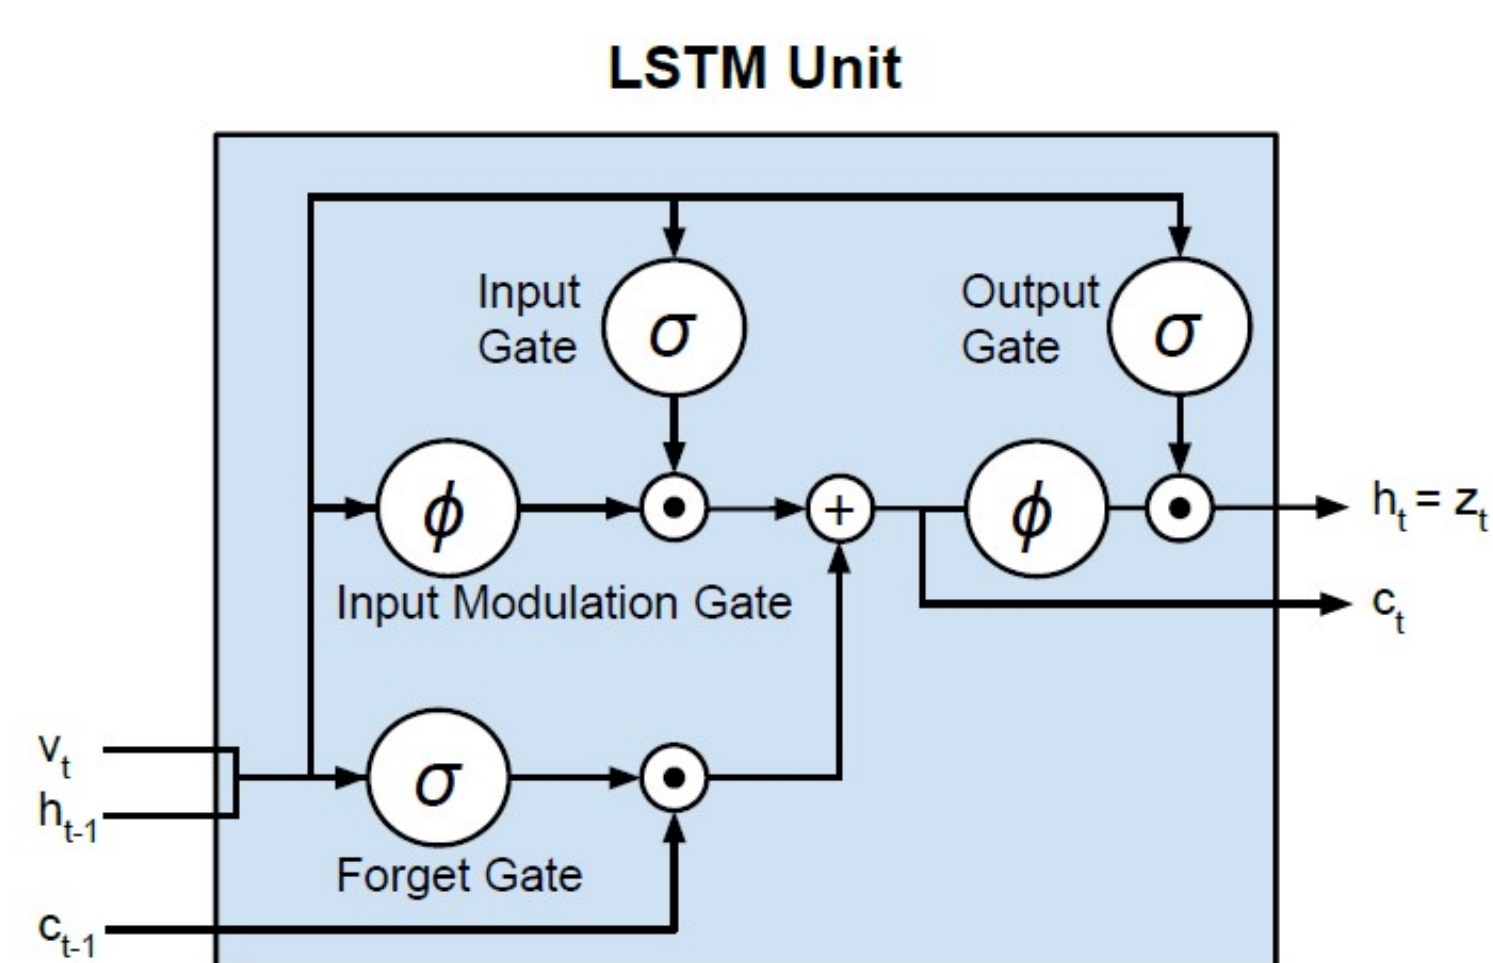 LSTM Unit
Input
Gate
σ
Output
Gate
σ
ϕ
+
ϕ
h_t = z_t
Input Modulation Gate
c_t
v_t
h_t-1
σ
Forget Gate
c_t-1